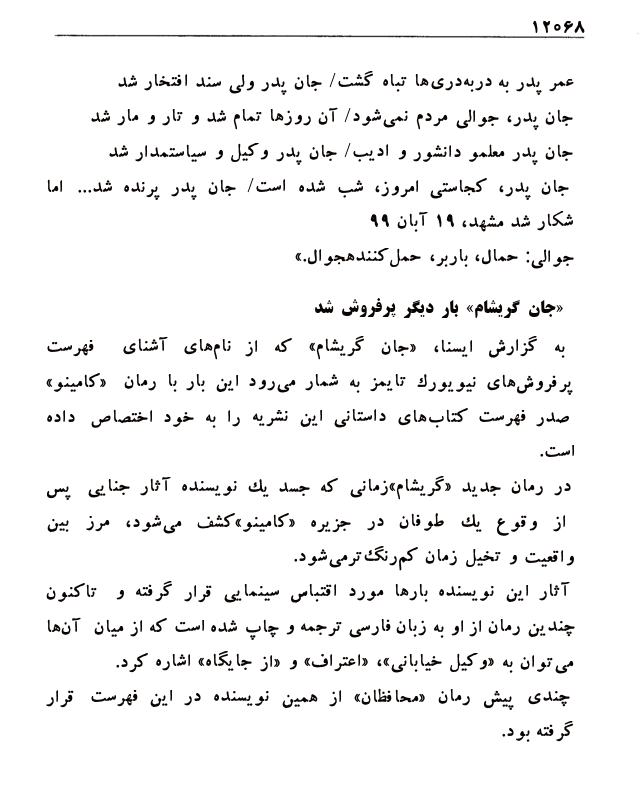 ۱۲۰۶۸
عمر پدر به دربه‌دری‌ها تباه گشت/ جان پدر ولی سند افتخار شد
جان پدر، جوالی مردم نمی‌شود/ آن روزها تمام شد و تار و مار شد
جان پدر معلمو دانشور و ادیب/ جان پدر وکیل و سیاستمدار شد
جان پدر، کجاستی امروز، شب شده است/ جان پدر پرنده شد... اما
شکار شد مشهد، ۱۹ آبان ۹۹
جوالی: حمال، باربر، حمل‌کنندهجوال.»
«جان گریشام» بار دیگر پرفروش شد
به گزارش ایسنا، «جان گریشام» که از نام‌های آشنای فهرست
پرفروش‌های نیویورک تایمز به شمار می‌رود این بار با رمان «کامینو»
صدر فهرست کتاب‌های داستانی این نشریه را به خود اختصاص داده
است.
در رمان جدید «گریشام»زمانی که جسد یک نویسنده آثار جنایی پس
از وقوع یک طوفان در جزیره «کامینو»کشف می‌شود، مرز بین
واقعیت و تخیل زمان کم‌رنگ‌ترمی‌شود.
آثار این نویسنده بارها مورد اقتباس سینمایی قرار گرفته و تاکنون
چندین رمان از او به زبان فارسی ترجمه و چاپ شده است که از میان آن‌ها
می‌توان به «وکیل خیابانی»، «اعتراف» و «از جایگاه» اشاره کرد.
چندی پیش رمان «محافظان» از همین نویسنده در این فهرست قرار
گرفته بود.